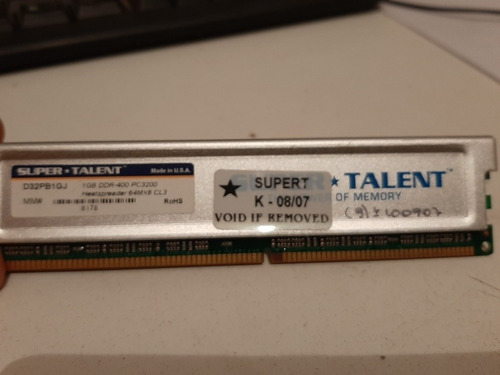 SUPER★TALENT Made in U.S.A.
D32PB1GJ 1GB DDR-400 PC3200
Heatspreader 64MX8 CL3
RoHS
★ SUPERT
K - 08/07
VOID IF REMOVED
★ TALENT™
OF MEMORY